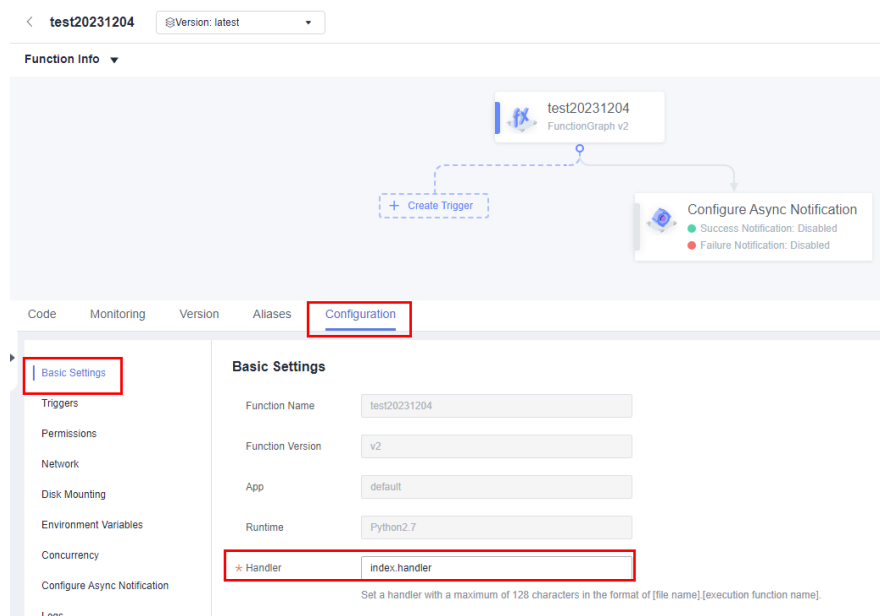 test20231204
Version: latest
Function Info
test20231204
FunctionGraph v2
+ Create Trigger
Configure Async Notification
Success Notification: Disabled
Failure Notification: Disabled
Code Monitoring Version Aliases Configuration
Basic Settings
Triggers
Permissions
Network
Disk Mounting
Environment Variables
Concurrency
Configure Async Notification
Logs
Basic Settings
Function Name test20231204
Function Version v2
App default
Runtime Python2.7
* Handler index.handler
Set a handler with a maximum of 128 characters in the format of [file name].[execution function name].